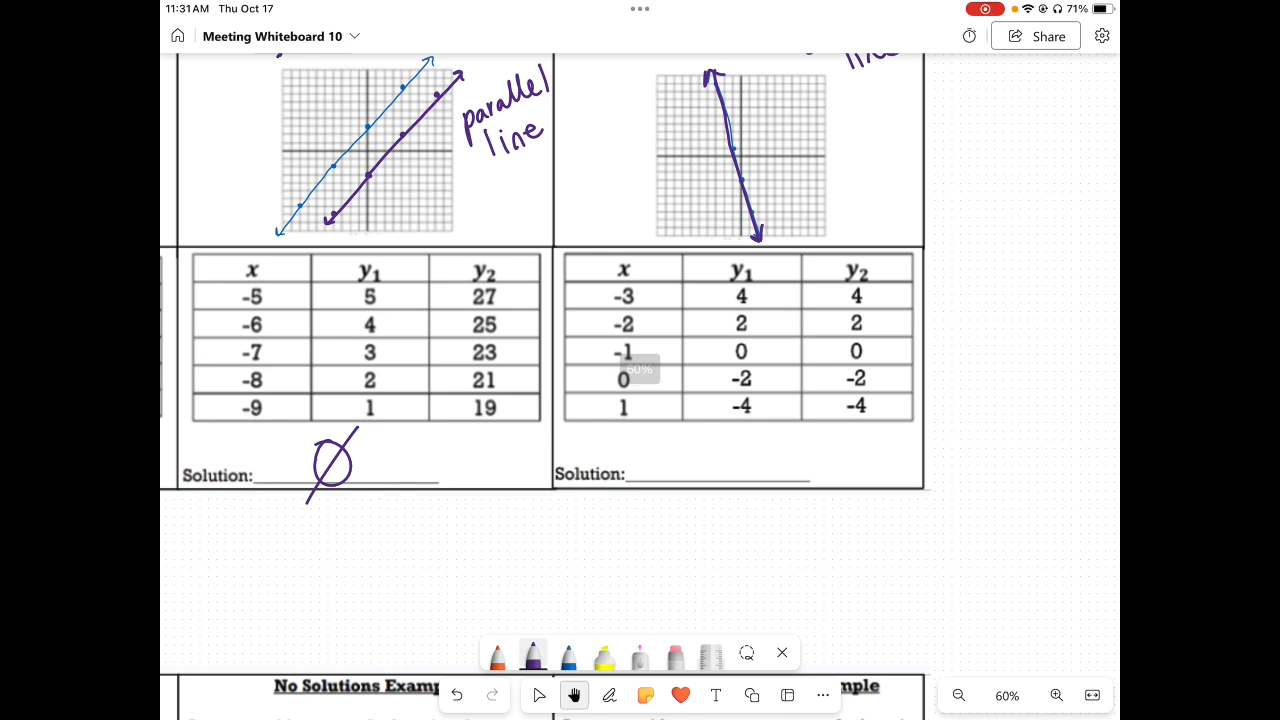 11:31AM Thu Oct 17
71%
Meeting Whiteboard 10
Share
parallel
line
x y₁ y₂
-5 5 27
-6 4 25
-7 3 23
-8 2 21
-9 1 19
Solution: Ø
x y₁ y₂
-3 4 4
-2 2 2
-1 0 0
0 -2 -2
1 -4 -4
60%
Solution:
No Solutions Examp
mple
60%